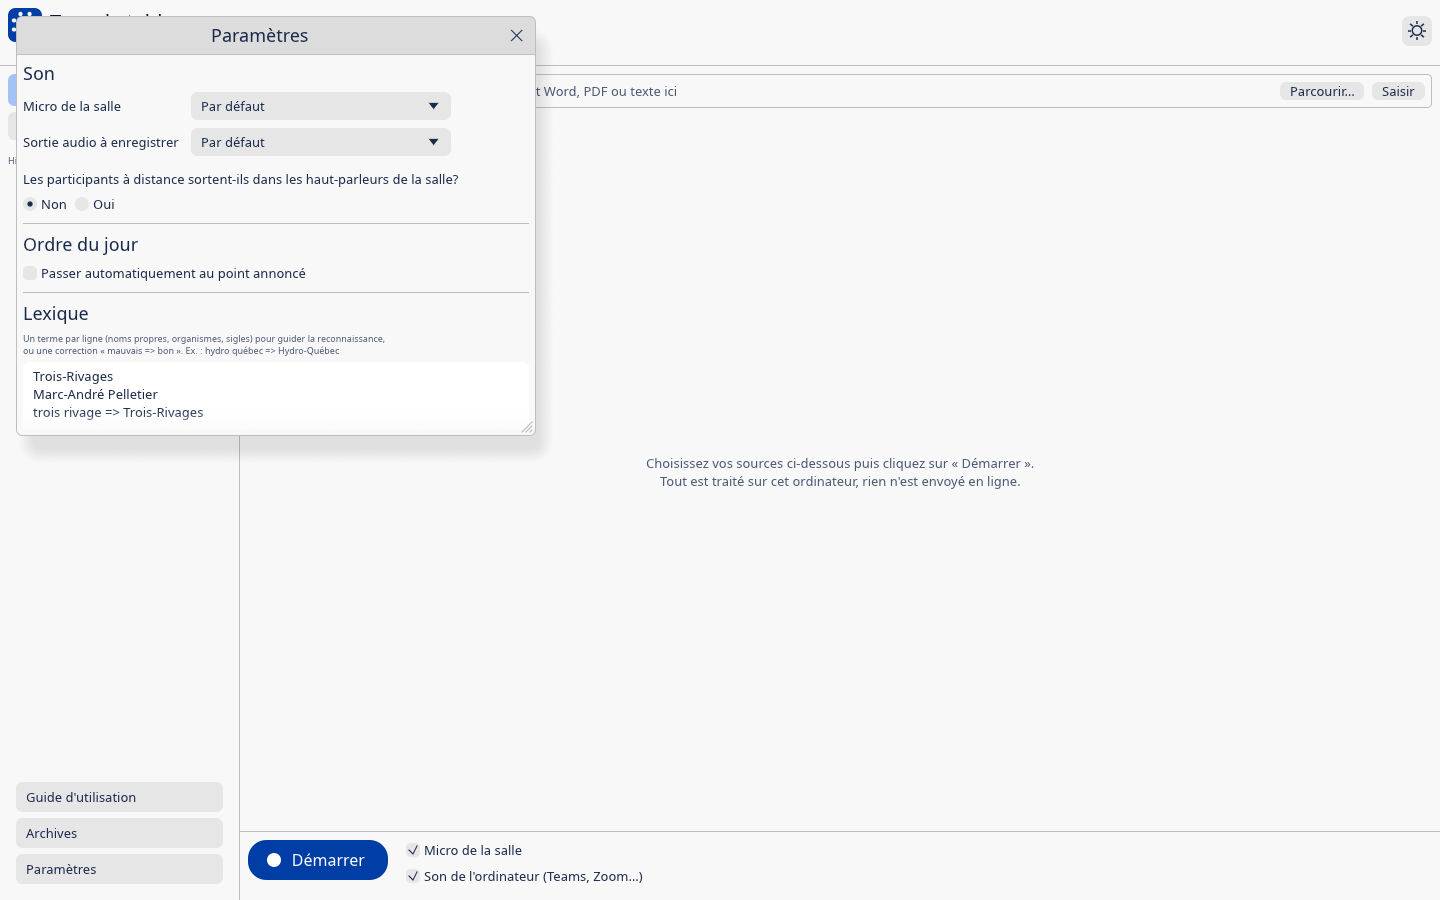 Paramètres
Son
Micro de la salle
Par défaut
Sortie audio à enregistrer
Par défaut
Les participants à distance sortent-ils dans les haut-parleurs de la salle?
Non
Oui
Ordre du jour
Passer automatiquement au point annoncé
Lexique
Un terme par ligne (noms propres, organismes, sigles) pour guider la reconnaissance,
ou une correction « mauvais => bon ». Ex. : hydro québec => Hydro-Québec
Trois-Rivages
Marc-André Pelletier
trois rivage => Trois-Rivages
t Word, PDF ou texte ici
Parcourir...
Saisir
Choisissez vos sources ci-dessous puis cliquez sur « Démarrer ».
Tout est traité sur cet ordinateur, rien n'est envoyé en ligne.
Guide d'utilisation
Archives
Paramètres
Démarrer
Micro de la salle
Son de l'ordinateur (Teams, Zoom...)